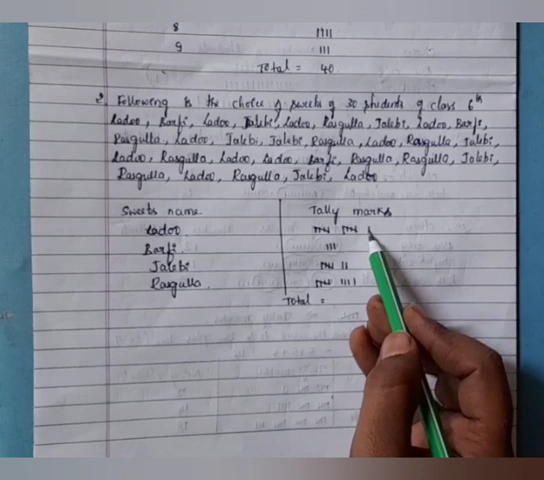 8 𝍸
9 |||
Total = 40
2. Following is the choice of sweets of 30 students of class 6th
Ladoo, Barfi, Ladoo, Jalebi, Ladoo, Rasgulla, Jalebi, Ladoo, Barfi,
Rasgulla, Ladoo, Jalebi, Jalebi, Rasgulla, Ladoo, Rasgulla, Jalebi,
Ladoo, Rasgulla, Ladoo, Ladoo, Barfi, Rasgulla, Rasgulla, Jalebi,
Rasgulla, Ladoo, Rasgulla, Jalebi, Ladoo
Sweets name Tally marks
Ladoo 𝍸 𝍸 |
Barfi |||
Jalebi 𝍸 ||
Rasgulla 𝍸 ||||
Total =